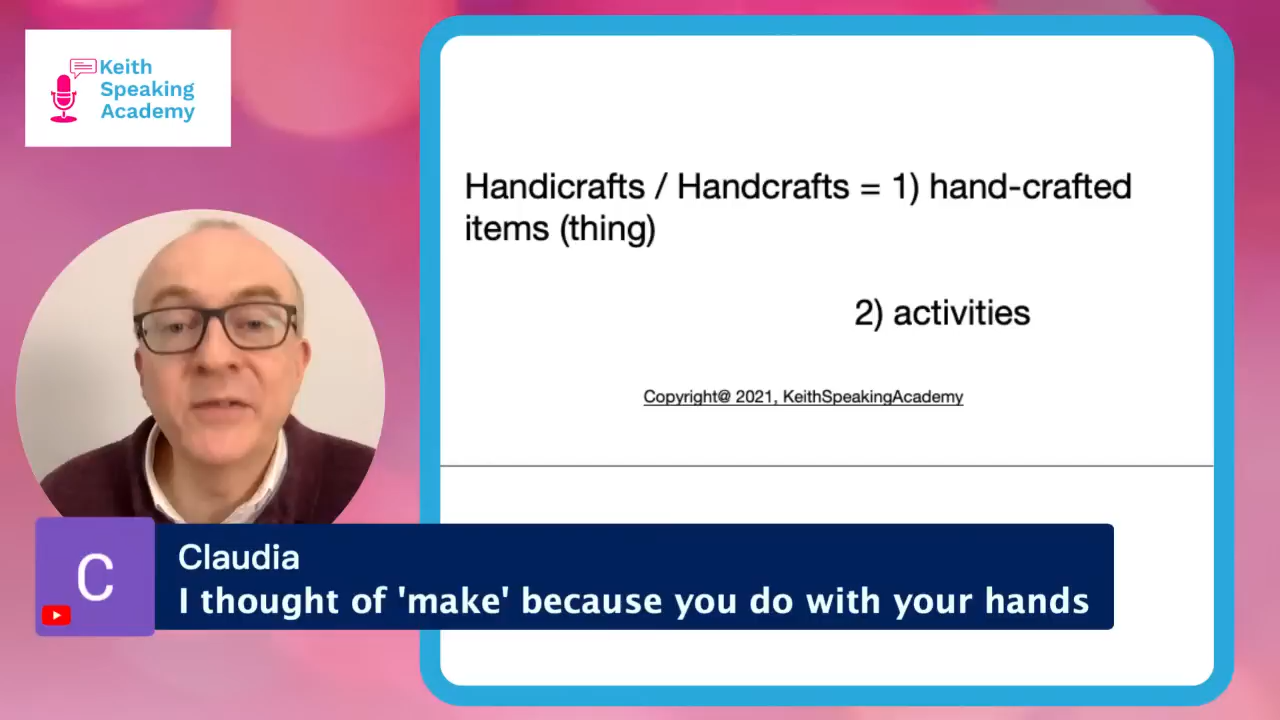 Keith
Speaking
Academy
Handicrafts / Handcrafts = 1) hand-crafted
items (thing)
2) activities
Copyright@ 2021, KeithSpeakingAcademy
C
Claudia
I thought of 'make' because you do with your hands